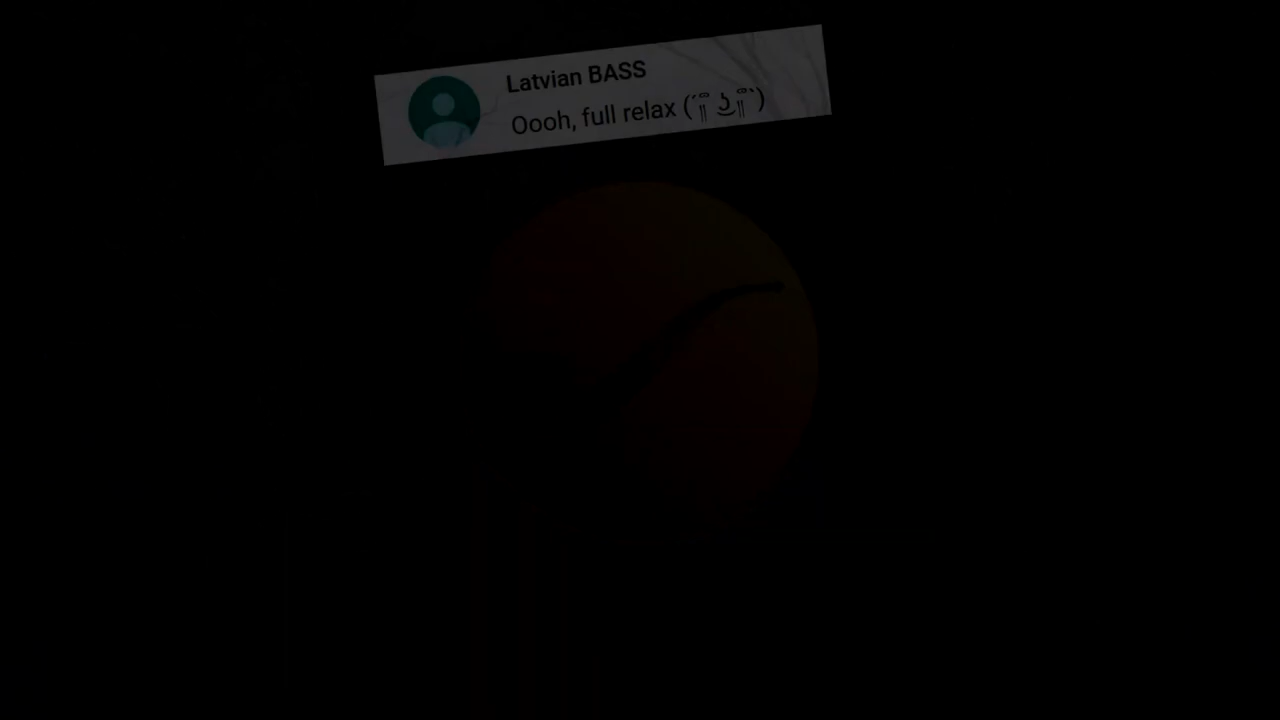 Latvian BASS
Oooh, full relax (´༎ຶ ͜ʖ ༎ຶ`)